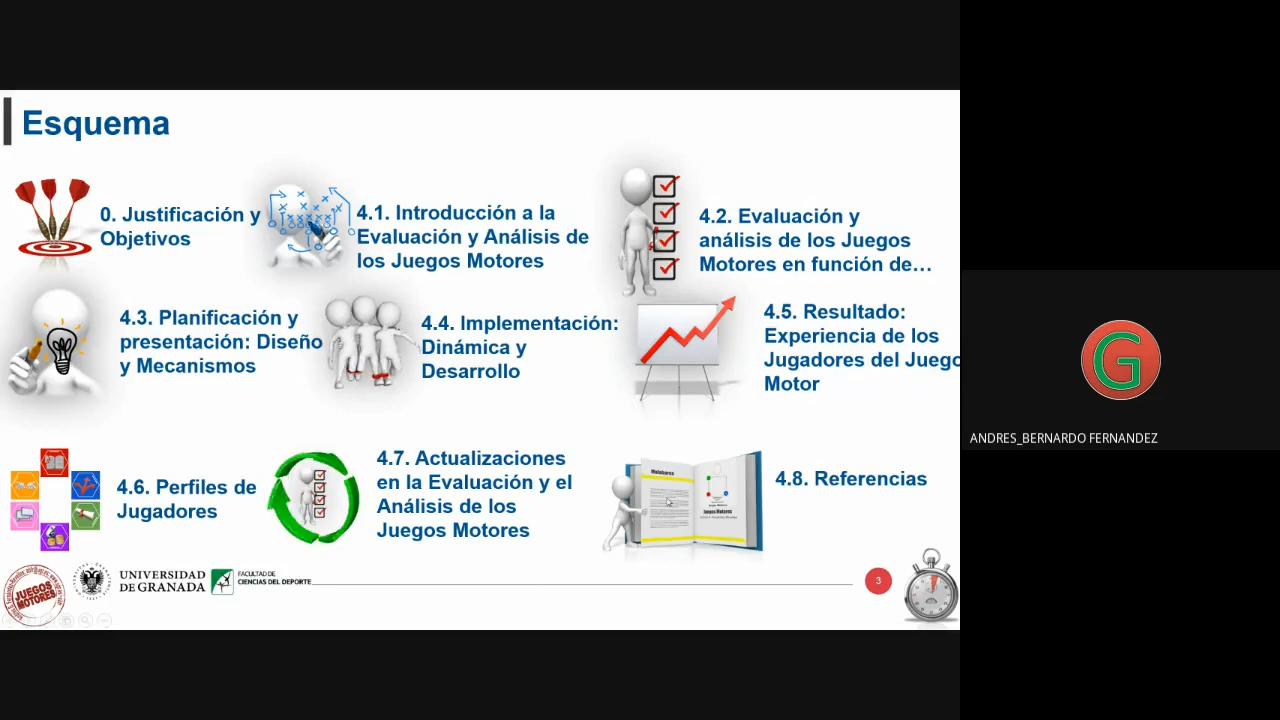 Esquema
0. Justificación y
Objetivos
4.1. Introducción a la
Evaluación y Análisis de
los Juegos Motores
4.2. Evaluación y
análisis de los Juegos
Motores en función de…
4.3. Planificación y
presentación: Diseño
y Mecanismos
4.4. Implementación:
Dinámica y
Desarrollo
4.5. Resultado:
Experiencia de los
Jugadores del Juego
Motor
4.6. Perfiles de
Jugadores
4.7. Actualizaciones
en la Evaluación y el
Análisis de los
Juegos Motores
Malabares
Juegos Motores
4.8. Referencias
JUEGOS
MOTORES
UNIVERSIDAD
DE GRANADA
FACULTAD DE
CIENCIAS DEL DEPORTE
3
G
ANDRES_BERNARDO FERNANDEZ